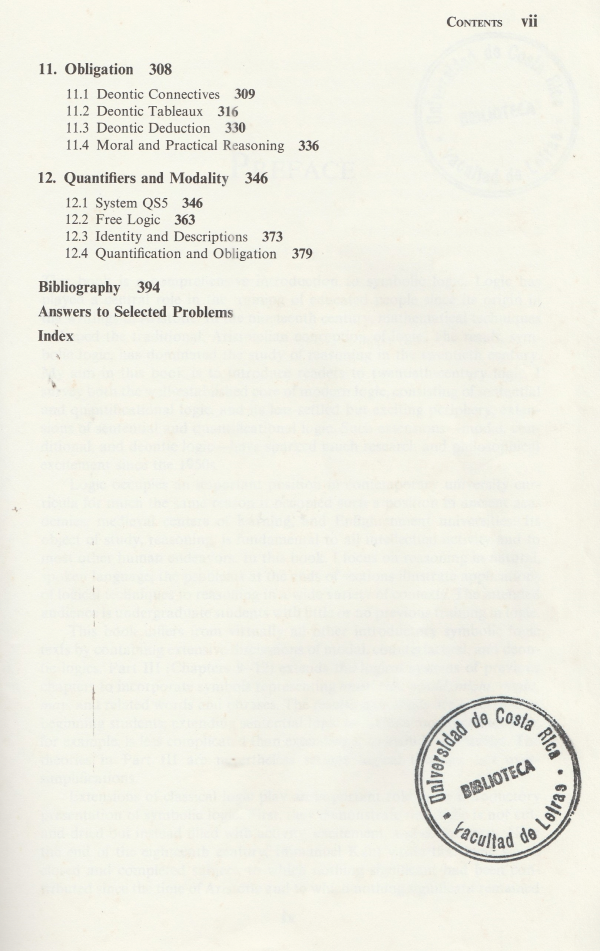 CONTENTS vii
11. Obligation 308
11.1 Deontic Connectives 309
11.2 Deontic Tableaux 316
11.3 Deontic Deduction 330
11.4 Moral and Practical Reasoning 336
12. Quantifiers and Modality 346
12.1 System QS5 346
12.2 Free Logic 363
12.3 Identity and Descriptions 373
12.4 Quantification and Obligation 379
Bibliography 394
Answers to Selected Problems
Index
Universidad de Costa Rica
BIBLIOTECA
Facultad de Letras